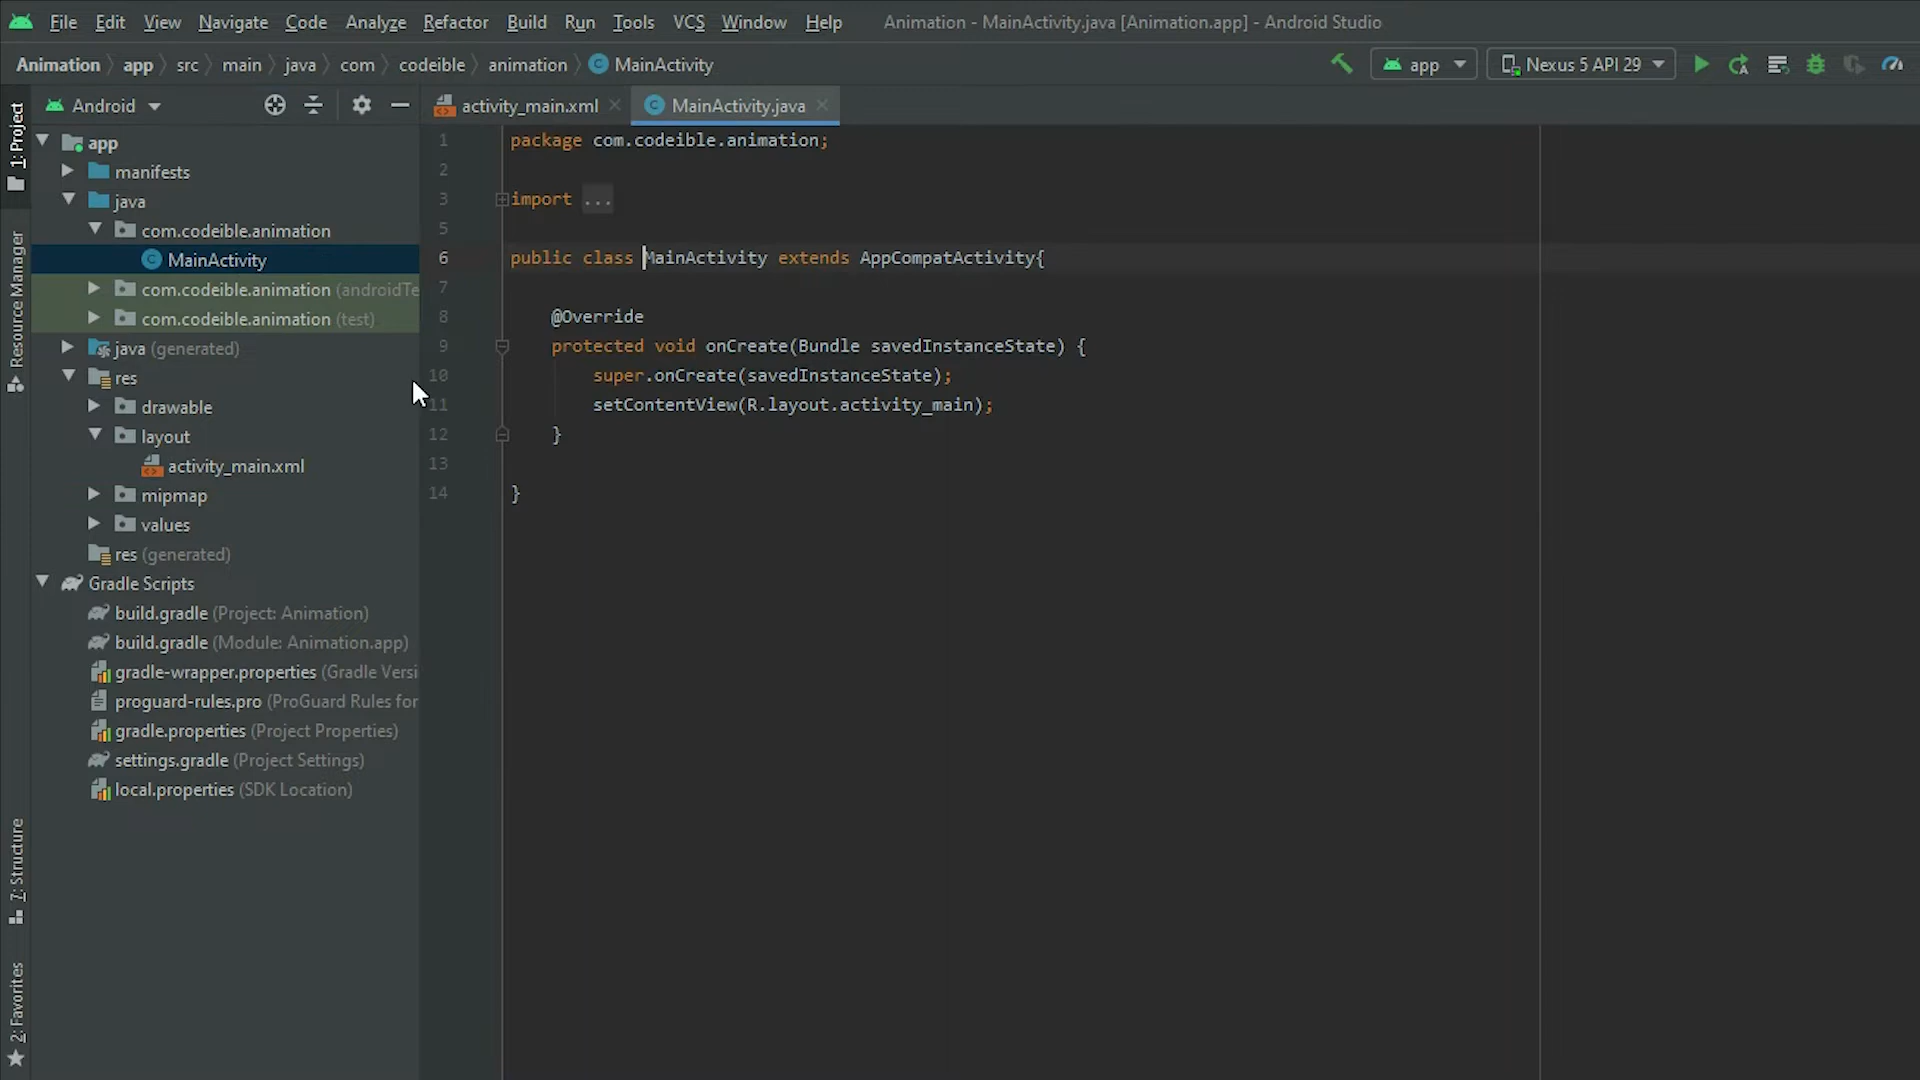 File Edit View Navigate Code Analyze Refactor Build Run Tools VCS Window Help Animation - MainActivity.java [Animation.app] - Android Studio
Animation app src main java com codeible animation MainActivity app Nexus 5 API 29
Android
activity_main.xml MainActivity.java
1: Project
Resource Manager
7: Structure
2: Favorites
app
manifests
java
com.codeible.animation
MainActivity
com.codeible.animation (androidTe
com.codeible.animation (test)
java (generated)
res
drawable
layout
activity_main.xml
mipmap
values
res (generated)
Gradle Scripts
build.gradle (Project: Animation)
build.gradle (Module: Animation.app)
gradle-wrapper.properties (Gradle Versi
proguard-rules.pro (ProGuard Rules for
gradle.properties (Project Properties)
settings.gradle (Project Settings)
local.properties (SDK Location)
1 package com.codeible.animation;
2
3 import ...
5
6 public class MainActivity extends AppCompatActivity{
7
8 @Override
9 protected void onCreate(Bundle savedInstanceState) {
10 super.onCreate(savedInstanceState);
11 setContentView(R.layout.activity_main);
12 }
13
14 }